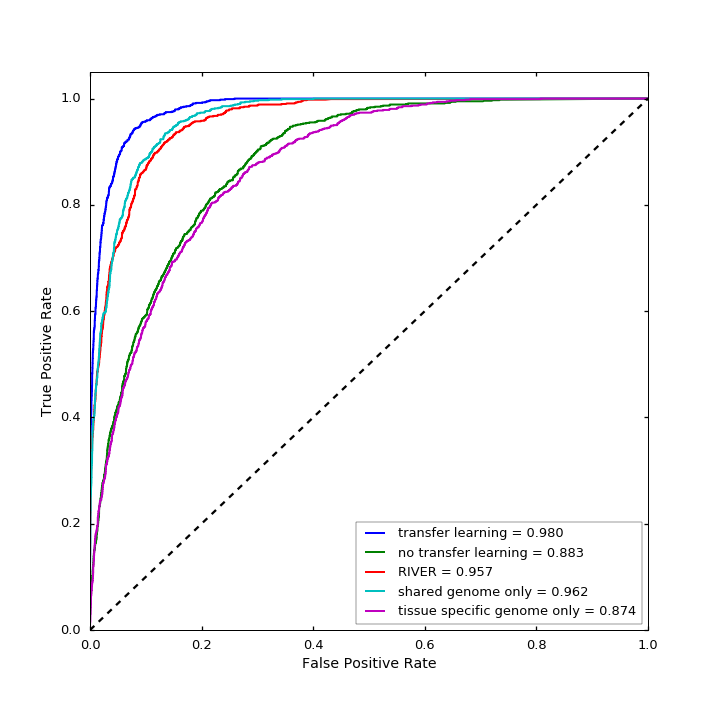 1.0
0.8
0.6
0.4
0.2
0.0
True Positive Rate
transfer learning = 0.980
no transfer learning = 0.883
RIVER = 0.957
shared genome only = 0.962
tissue specific genome only = 0.874
0.0 0.2 0.4 0.6 0.8 1.0
False Positive Rate